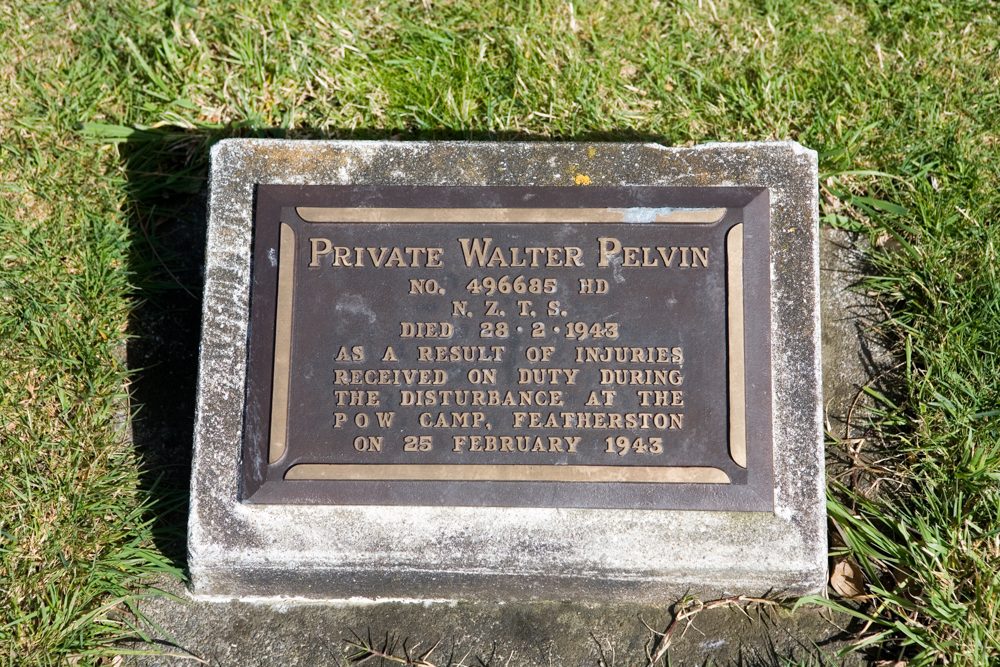 PRIVATE WALTER PELVIN
NO. 496685 HD
N. Z. T. S.
DIED 28·2·1943
AS A RESULT OF INJURIES
RECEIVED ON DUTY DURING
THE DISTURBANCE AT THE
P O W CAMP, FEATHERSTON
ON 25 FEBRUARY 1943